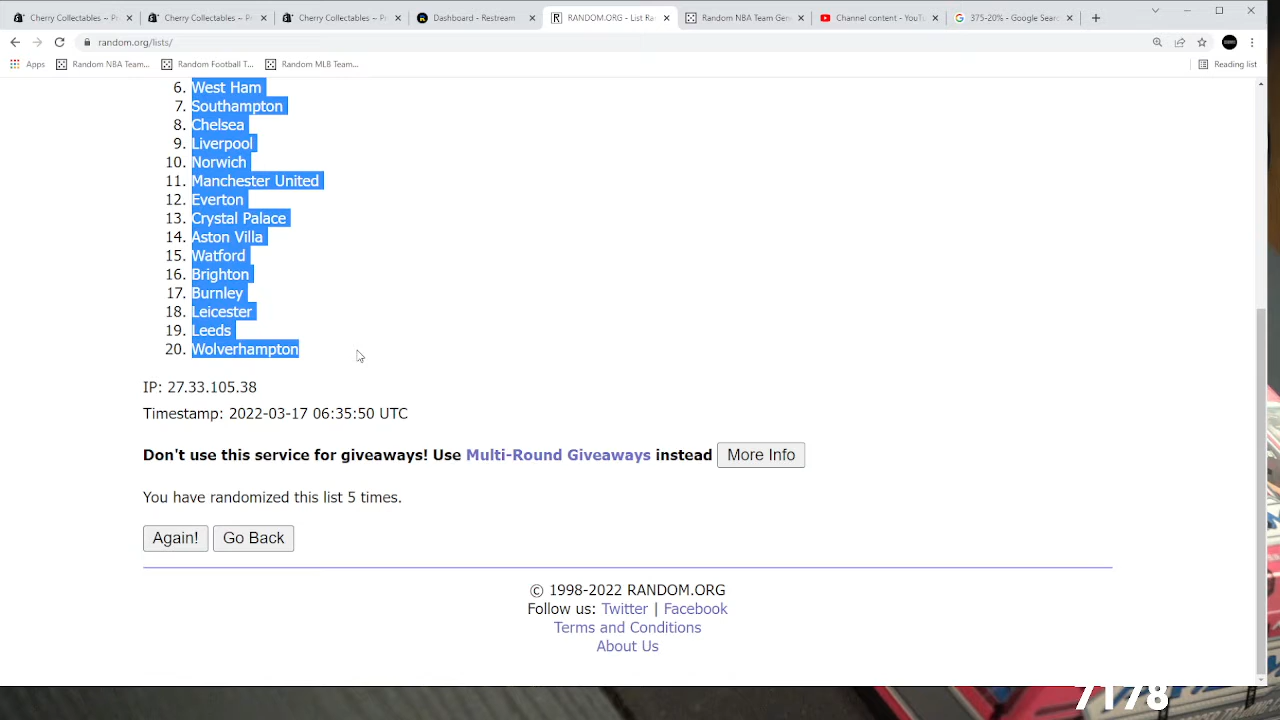 Cherry Collectables ~ Pr
Cherry Collectables ~ P
Cherry Collectables ~ Pr
Dashboard - Restream
RANDOM.ORG - List Ra
Random NBA Team Gen
Channel content - YouT
375-20% - Google Sear
random.org/lists/
Apps
Random NBA Team...
Random Football T...
Random MLB Team...
Reading list
6. West Ham
7. Southampton
8. Chelsea
9. Liverpool
10. Norwich
11. Manchester United
12. Everton
13. Crystal Palace
14. Aston Villa
15. Watford
16. Brighton
17. Burnley
18. Leicester
19. Leeds
20. Wolverhampton
IP: 27.33.105.38
Timestamp: 2022-03-17 06:35:50 UTC
Don't use this service for giveaways! Use Multi-Round Giveaways instead More Info
You have randomized this list 5 times.
Again! Go Back
© 1998-2022 RANDOM.ORG
Follow us: Twitter | Facebook
Terms and Conditions
About Us
7178